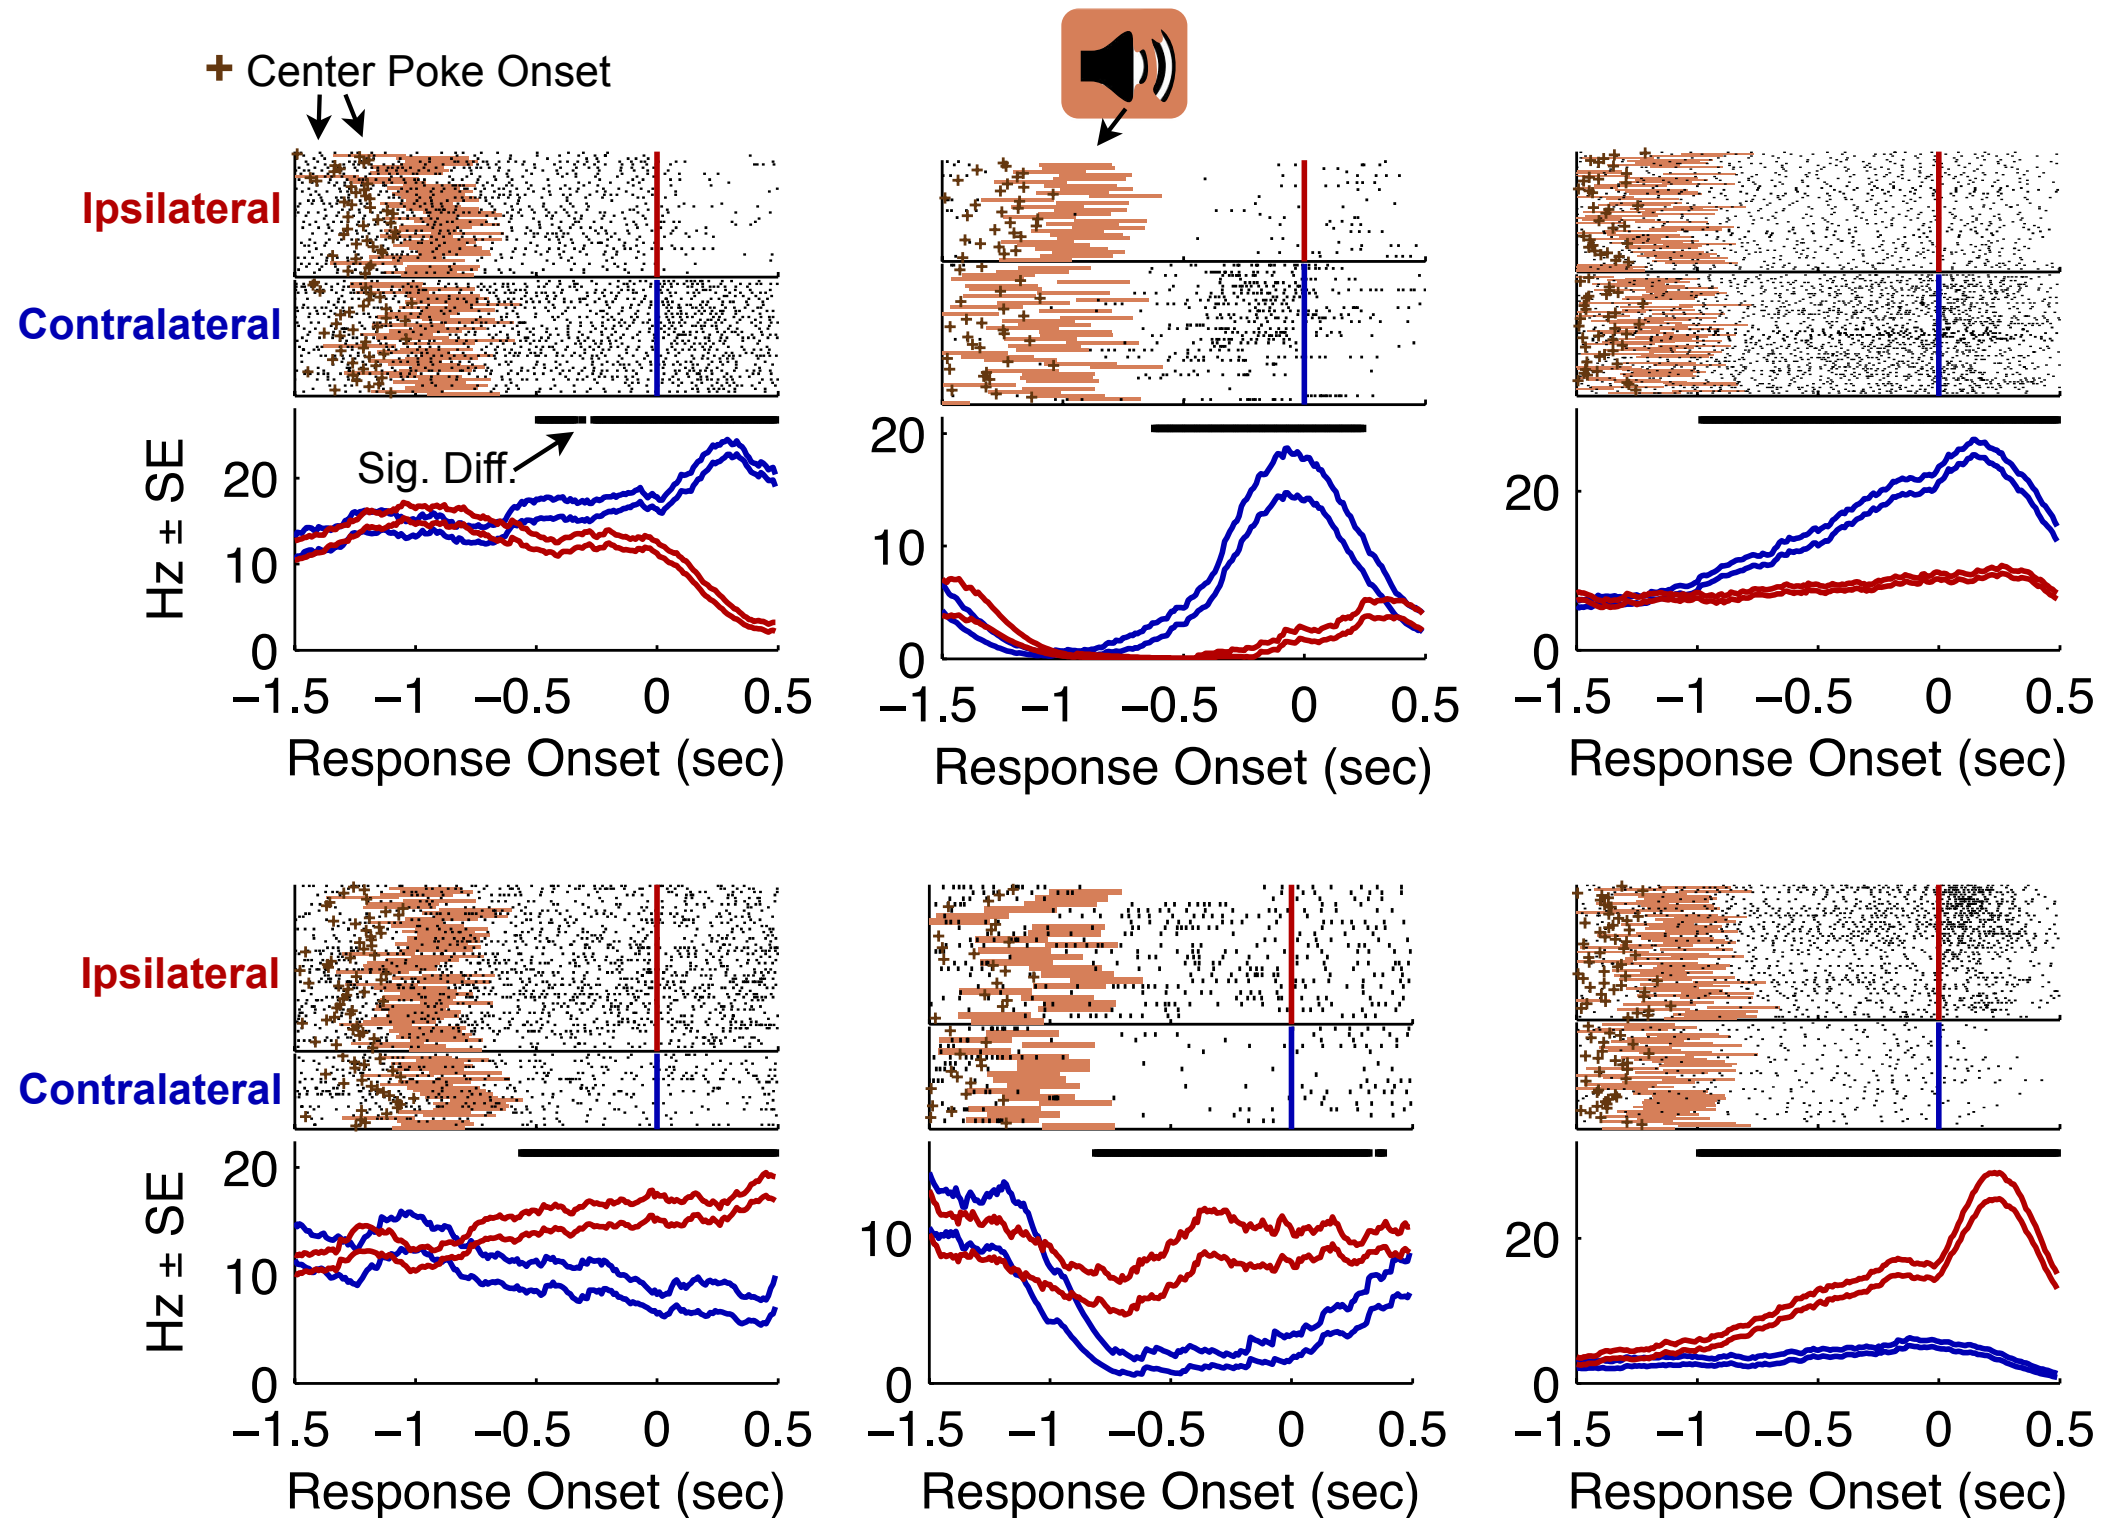 + Center Poke Onset
Ipsilateral
Contralateral
Sig. Diff.
Hz ± SE
20
10
0
−1.5 −1 −0.5 0 0.5
Response Onset (sec)
20
10
0
−1.5 −1 −0.5 0 0.5
Response Onset (sec)
20
0
−1.5 −1 −0.5 0 0.5
Response Onset (sec)
Ipsilateral
Contralateral
Hz ± SE
20
10
0
−1.5 −1 −0.5 0 0.5
Response Onset (sec)
10
0
−1.5 −1 −0.5 0 0.5
Response Onset (sec)
20
0
−1.5 −1 −0.5 0 0.5
Response Onset (sec)